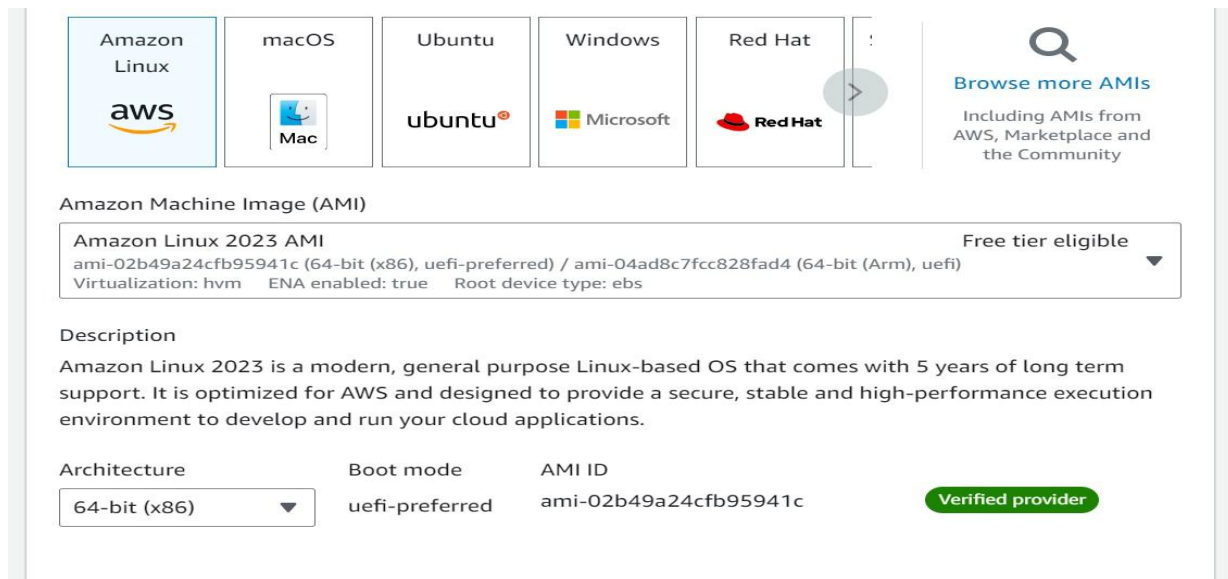 Amazon
Linux
aws
macOS
Mac
Ubuntu
ubuntu
Windows
Microsoft
Red Hat
Red Hat
Browse more AMIs
Including AMIs from
AWS, Marketplace and
the Community
Amazon Machine Image (AMI)
Amazon Linux 2023 AMI
Free tier eligible
ami-02b49a24cfb95941c (64-bit (x86), uefi-preferred) / ami-04ad8c7fcc828fad4 (64-bit (Arm), uefi)
Virtualization: hvm ENA enabled: true Root device type: ebs
Description
Amazon Linux 2023 is a modern, general purpose Linux-based OS that comes with 5 years of long term
support. It is optimized for AWS and designed to provide a secure, stable and high-performance execution
environment to develop and run your cloud applications.
Architecture
64-bit (x86)
Boot mode
uefi-preferred
AMI ID
ami-02b49a24cfb95941c
Verified provider